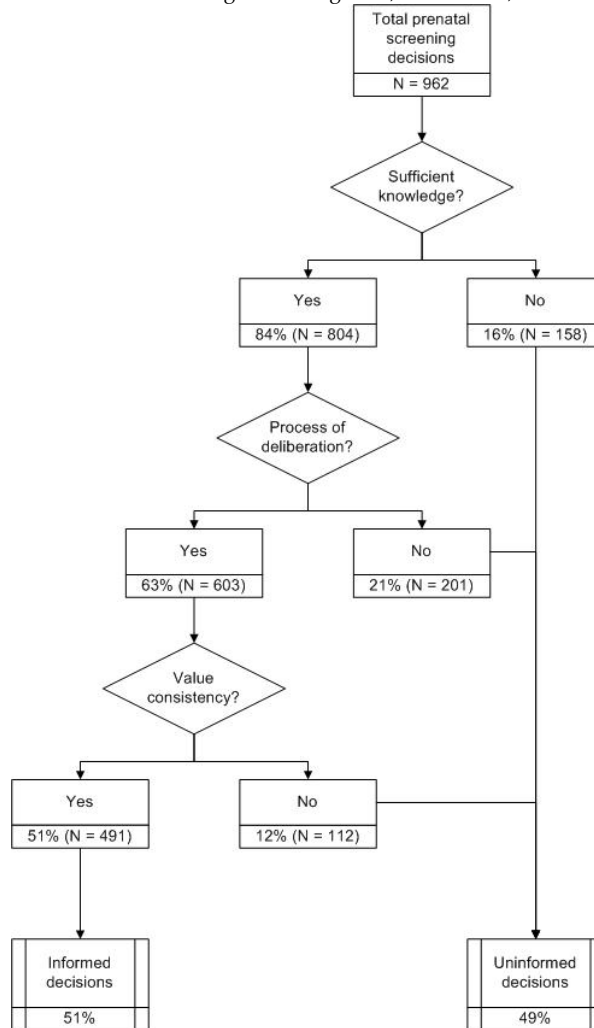 Total prenatal
screening
decisions
N = 962
Sufficient
knowledge?
Yes
No
84% (N = 804)
16% (N = 158)
Process of
deliberation?
Yes
No
63% (N = 603)
21% (N = 201)
Value
consistency?
Yes
No
51% (N = 491)
12% (N = 112)
Informed
decisions
Uninformed
decisions
51%
49%